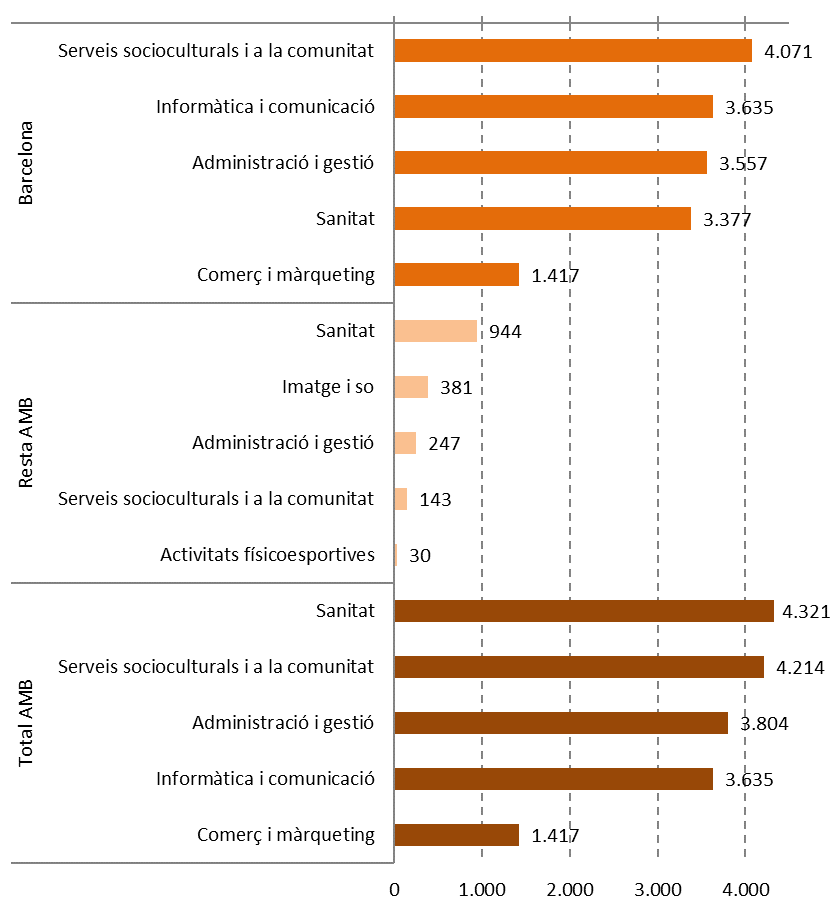 Barcelona
Serveis socioculturals i a la comunitat 4.071
Informàtica i comunicació 3.635
Administració i gestió 3.557
Sanitat 3.377
Comerç i màrqueting 1.417
Resta AMB
Sanitat 944
Imatge i so 381
Administració i gestió 247
Serveis socioculturals i a la comunitat 143
Activitats físicoesportives 30
Total AMB
Sanitat 4.321
Serveis socioculturals i a la comunitat 4.214
Administració i gestió 3.804
Informàtica i comunicació 3.635
Comerç i màrqueting 1.417
0 1.000 2.000 3.000 4.000